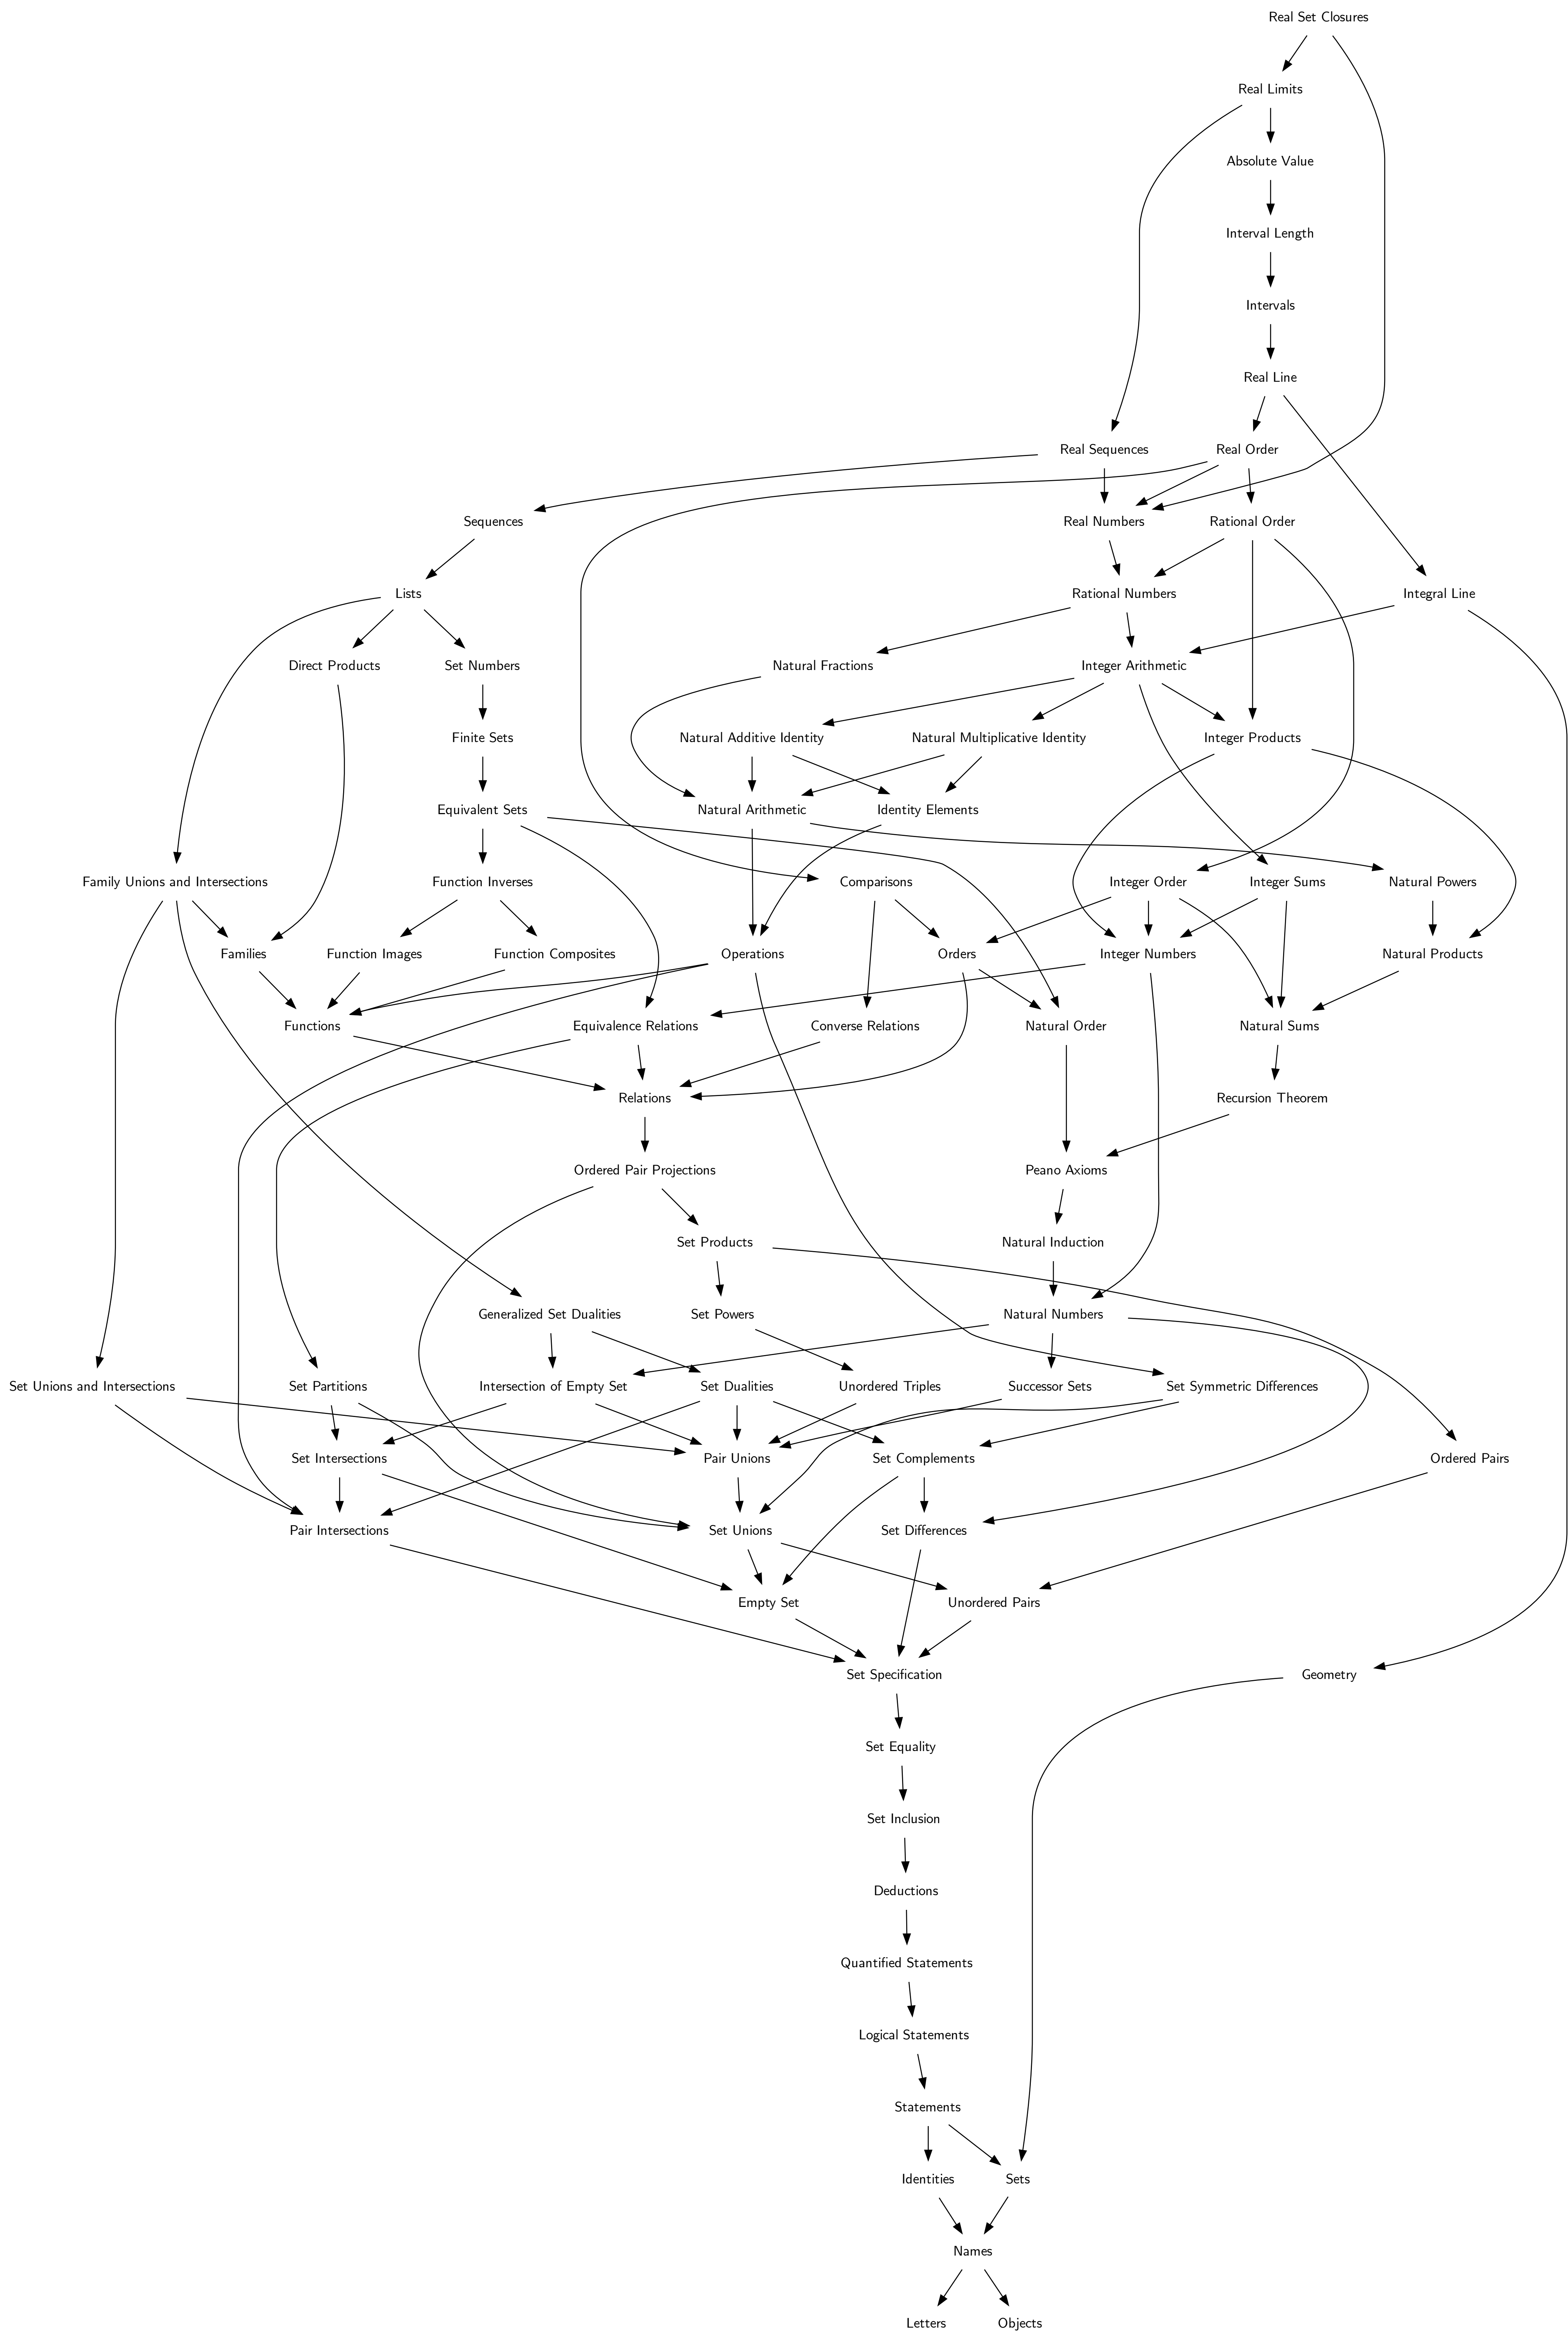 Real Set Closures
Real Limits
Absolute Value
Interval Length
Intervals
Real Line
Real Sequences
Real Order
Sequences
Real Numbers
Rational Order
Lists
Rational Numbers
Integral Line
Direct Products
Set Numbers
Natural Fractions
Integer Arithmetic
Finite Sets
Natural Additive Identity
Natural Multiplicative Identity
Integer Products
Equivalent Sets
Natural Arithmetic
Identity Elements
Family Unions and Intersections
Function Inverses
Comparisons
Integer Order
Integer Sums
Natural Powers
Families
Function Images
Function Composites
Operations
Orders
Integer Numbers
Natural Products
Functions
Equivalence Relations
Converse Relations
Natural Order
Natural Sums
Relations
Recursion Theorem
Ordered Pair Projections
Peano Axioms
Set Products
Natural Induction
Generalized Set Dualities
Set Powers
Natural Numbers
Set Unions and Intersections
Set Partitions
Intersection of Empty Set
Set Dualities
Unordered Triples
Successor Sets
Set Symmetric Differences
Set Intersections
Pair Unions
Set Complements
Ordered Pairs
Pair Intersections
Set Unions
Set Differences
Empty Set
Unordered Pairs
Set Specification
Geometry
Set Equality
Set Inclusion
Deductions
Quantified Statements
Logical Statements
Statements
Identities
Sets
Names
Letters
Objects